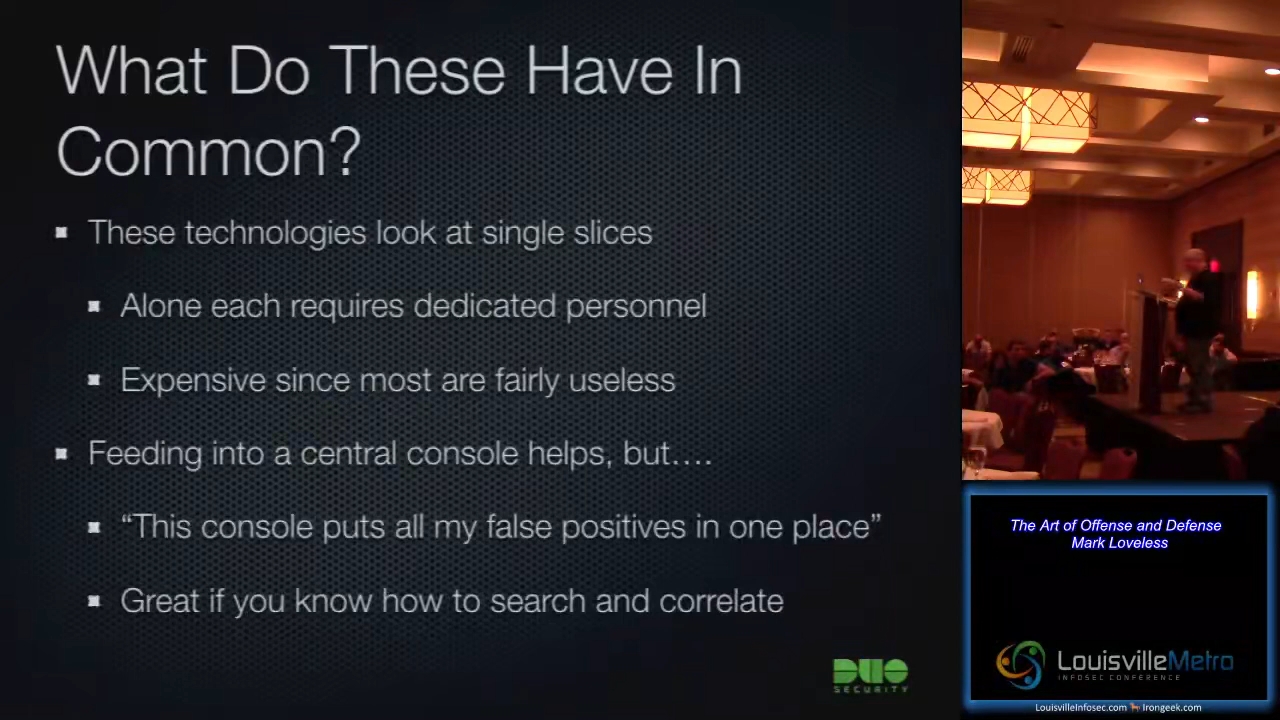 What Do These Have In
Common?
These technologies look at single slices
Alone each requires dedicated personnel
Expensive since most are fairly useless
Feeding into a central console helps, but….
“This console puts all my false positives in one place”
Great if you know how to search and correlate
DUO
SECURITY
The Art of Offense and Defense
Mark Loveless
LouisvilleMetro
INFOSEC CONFERENCE
LouisvilleInfosec.com Irongeek.com